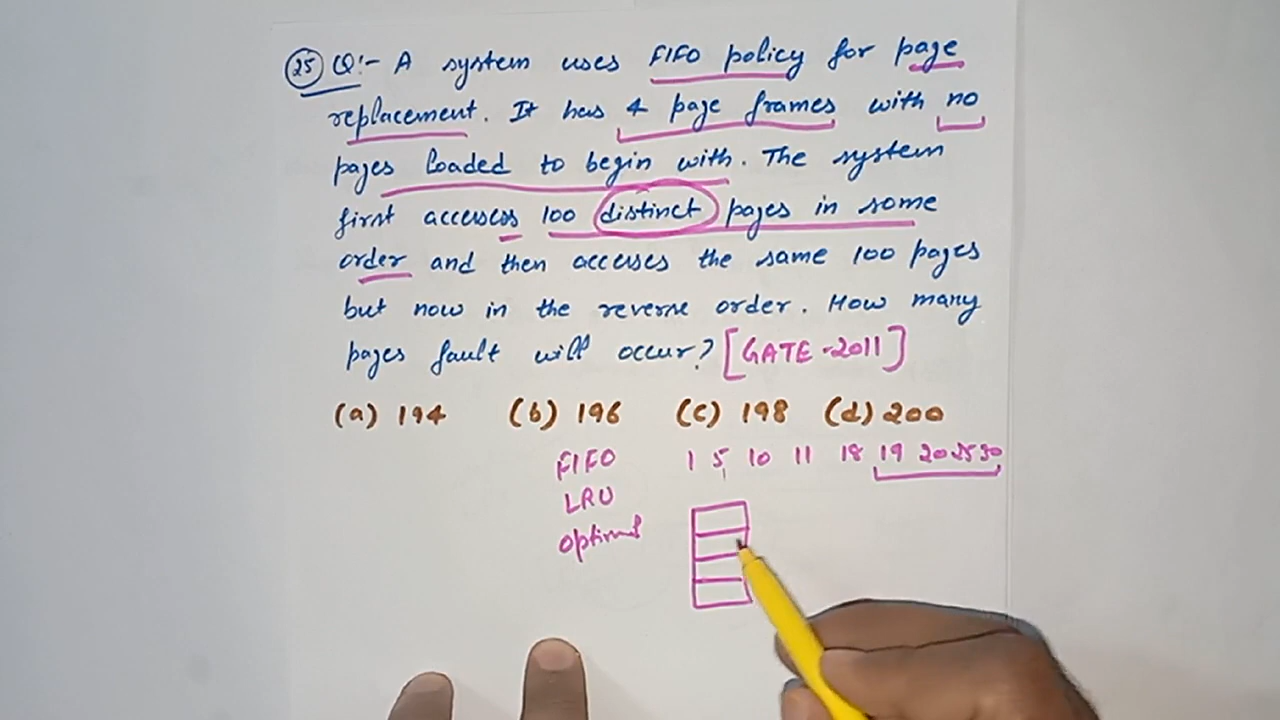 25 Q:- A system uses FIFO policy for page
replacement. It has 4 page frames with no
pages loaded to begin with. The system
first accesses 100 distinct pages in some
order and then accesses the same 100 pages
but now in the reverse order. How many
pages fault will occur? [GATE-2011]
(a) 194 (b) 196 (c) 198 (d) 200
FIFO 1 5 10 11 18 19 20 25 30
LRU
optimal